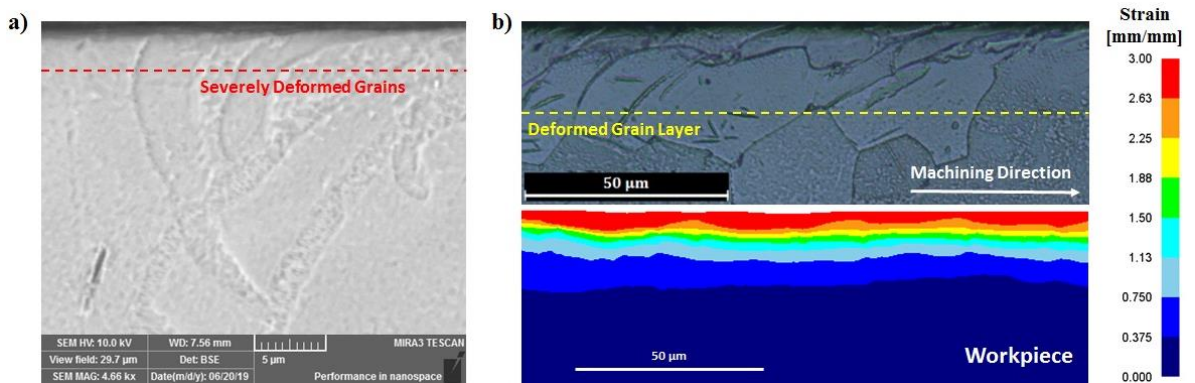 a)
Severely Deformed Grains
SEM HV: 10.0 kV
WD: 7.56 mm
MIRA3 TESCAN
View field: 29.7 µm
Det: BSE
5 µm
SEM MAG: 4.66 kx
Date(m/d/y): 06/20/19
Performance in nanospace
b)
Deformed Grain Layer
50 µm
Machining Direction
50 µm
Workpiece
Strain
[mm/mm]
3.00
2.63
2.25
1.88
1.50
1.13
0.750
0.375
0.000